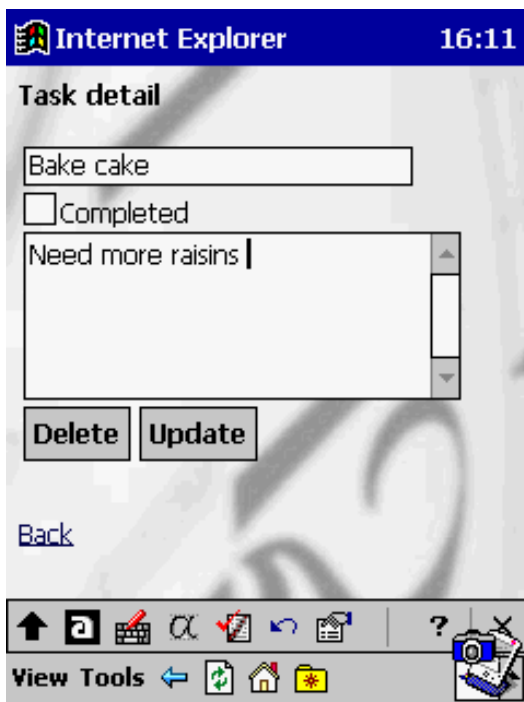 Internet Explorer 16:11
Task detail
Bake cake
Completed
Need more raisins
Delete Update
Back
a α ?
View Tools